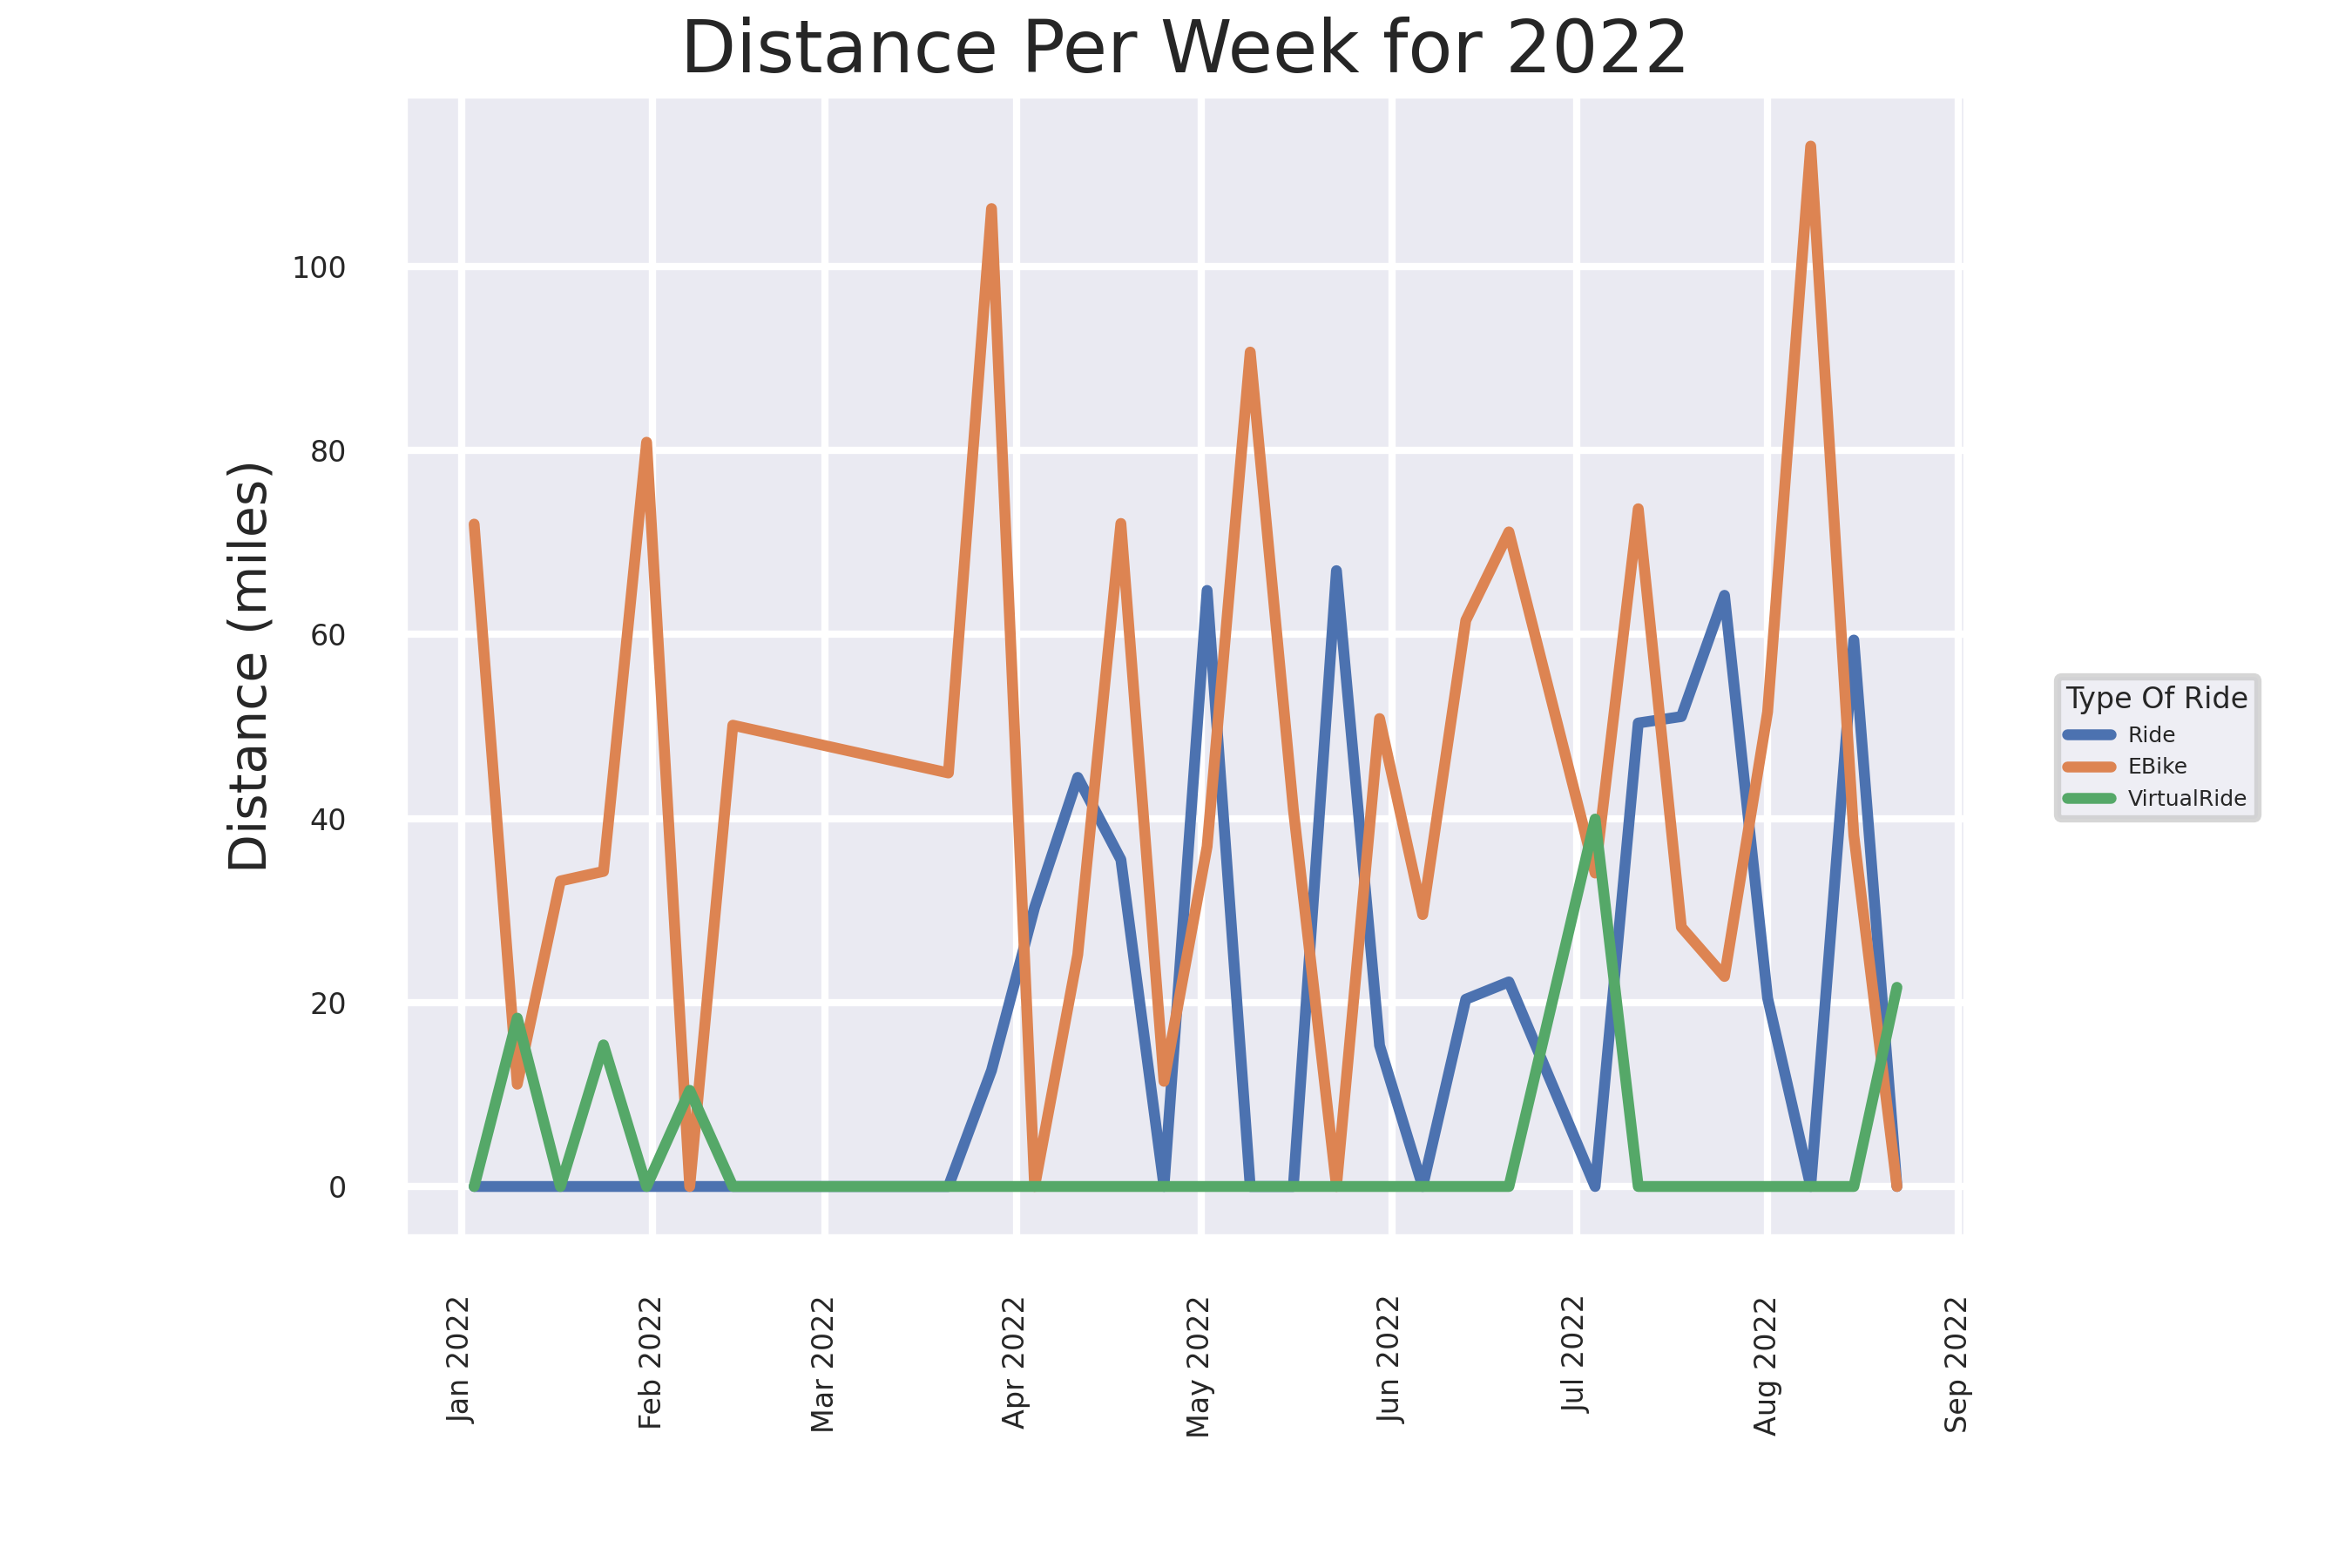 Distance Per Week for 2022
Distance (miles)
100
80
60
40
20
0
Jan 2022
Feb 2022
Mar 2022
Apr 2022
May 2022
Jun 2022
Jul 2022
Aug 2022
Sep 2022
Type Of Ride
Ride
EBike
VirtualRide